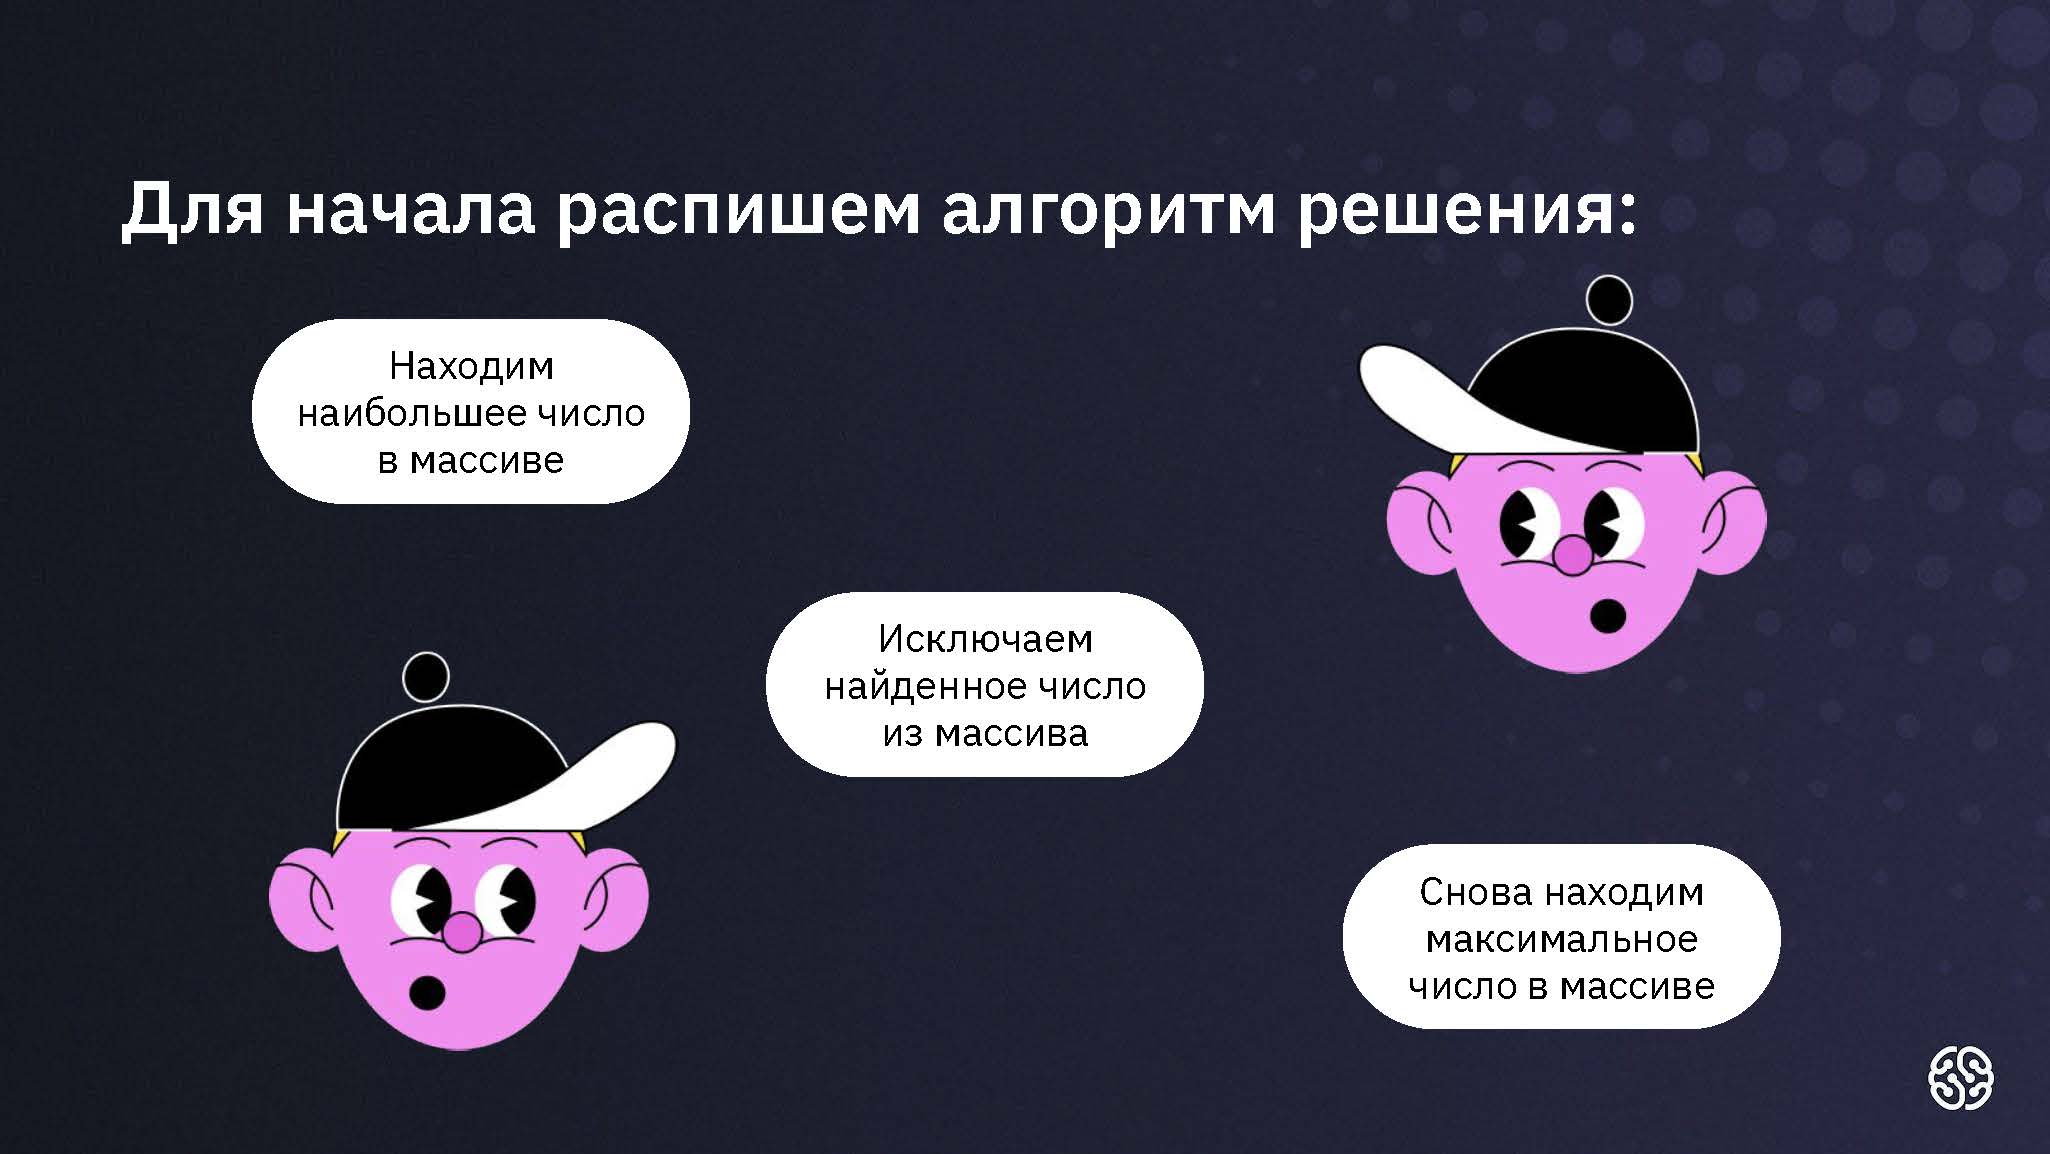 Для начала распишем алгоритм решения:
Находим
наибольшее число
в массиве
Исключаем
найденное число
из массива
Снова находим
максимальное
число в массиве